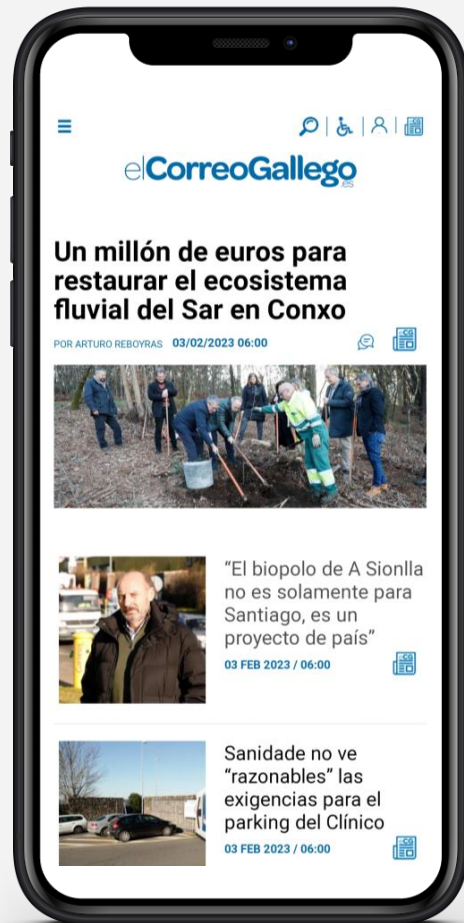 elCorreoGallego
es
Un millón de euros para
restaurar el ecosistema
fluvial del Sar en Conxo
POR ARTURO REBOYRAS 03/02/2023 06:00
“El biopolo de A Sionlla
no es solamente para
Santiago, es un
proyecto de país”
03 FEB 2023 / 06:00
Sanidade no ve
“razonables” las
exigencias para el
parking del Clínico
03 FEB 2023 / 06:00